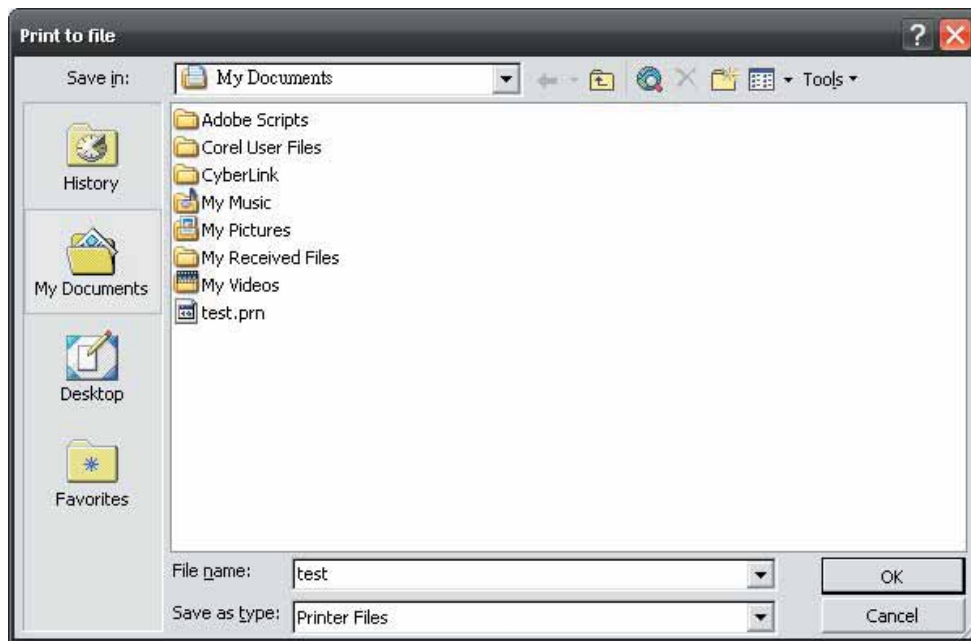 Print to file
Save in: My Documents Tools
History
My Documents
Desktop
Favorites
Adobe Scripts
Corel User Files
CyberLink
My Music
My Pictures
My Received Files
My Videos
test.prn
File name: test OK
Save as type: Printer Files Cancel